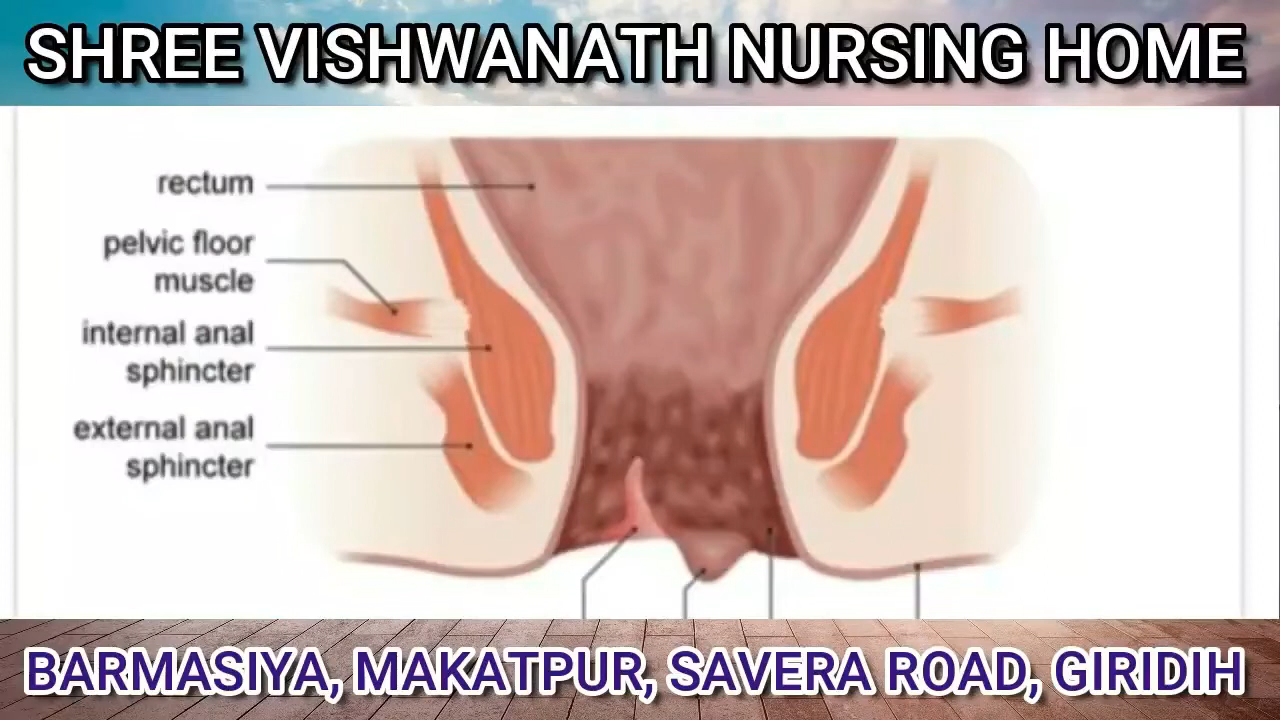 SHREE VISHWANATH NURSING HOME
rectum
pelvic floor
muscle
internal anal
sphincter
external anal
sphincter
BARMASIYA, MAKATPUR, SAVERA ROAD, GIRIDIH